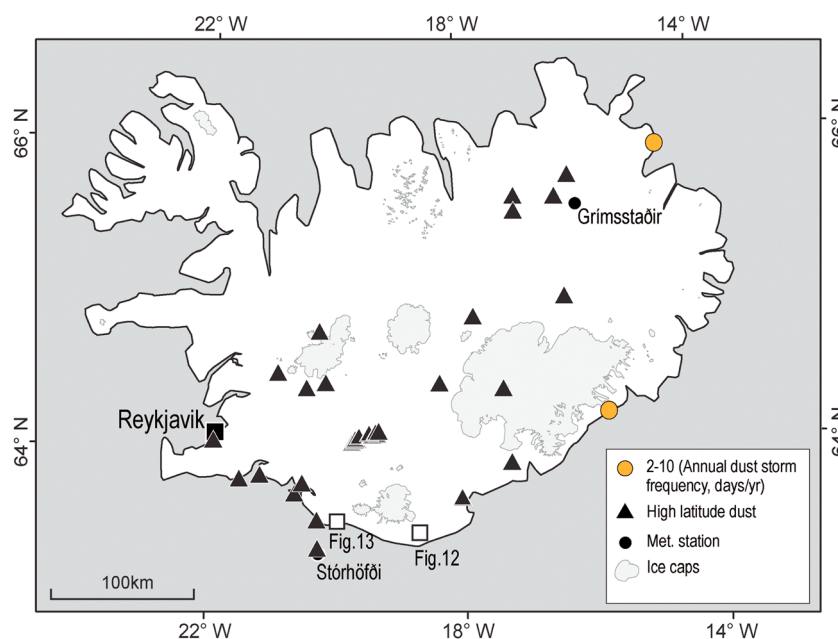 22° W
18° W
14° W
66° N
66° N
Grímsstaðir
Reykjavik
64° N
64° N
2-10 (Annual dust storm
frequency, days/yr)
High latitude dust
Met. station
Ice caps
Fig.13
Fig.12
Stórhöfði
100km
22° W
18° W
14° W